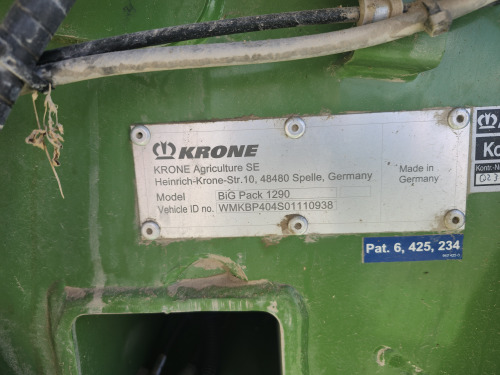 KRONE
KRONE Agriculture SE
Heinrich-Krone-Str.10, 48480 Spelle, Germany
Model BiG Pack 1290
Vehicle ID no. WMKBP404S01110938
Made in
Germany
Pat. 6, 425, 234
Kontr.-N